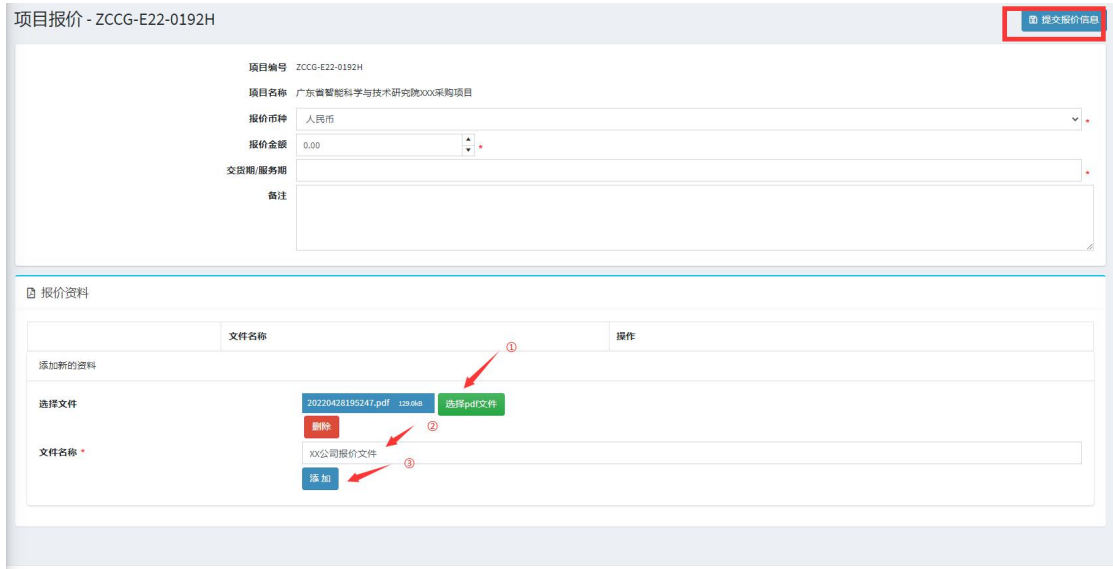 项目报价 - ZCCG-E22-0192H
提交报价信息
项目编号 ZCCG-E22-0192H
项目名称 广东省智能科学与技术研究院XXX采购项目
报价币种 人民币 *
报价金额 0.00 *
交货期/服务期 *
备注
报价资料
文件名称 操作
①
添加新的资料
选择文件 20220428195247.pdf 129.0kB 选择pdf文件
删除 ②
文件名称 * XX公司报价文件
③
添加